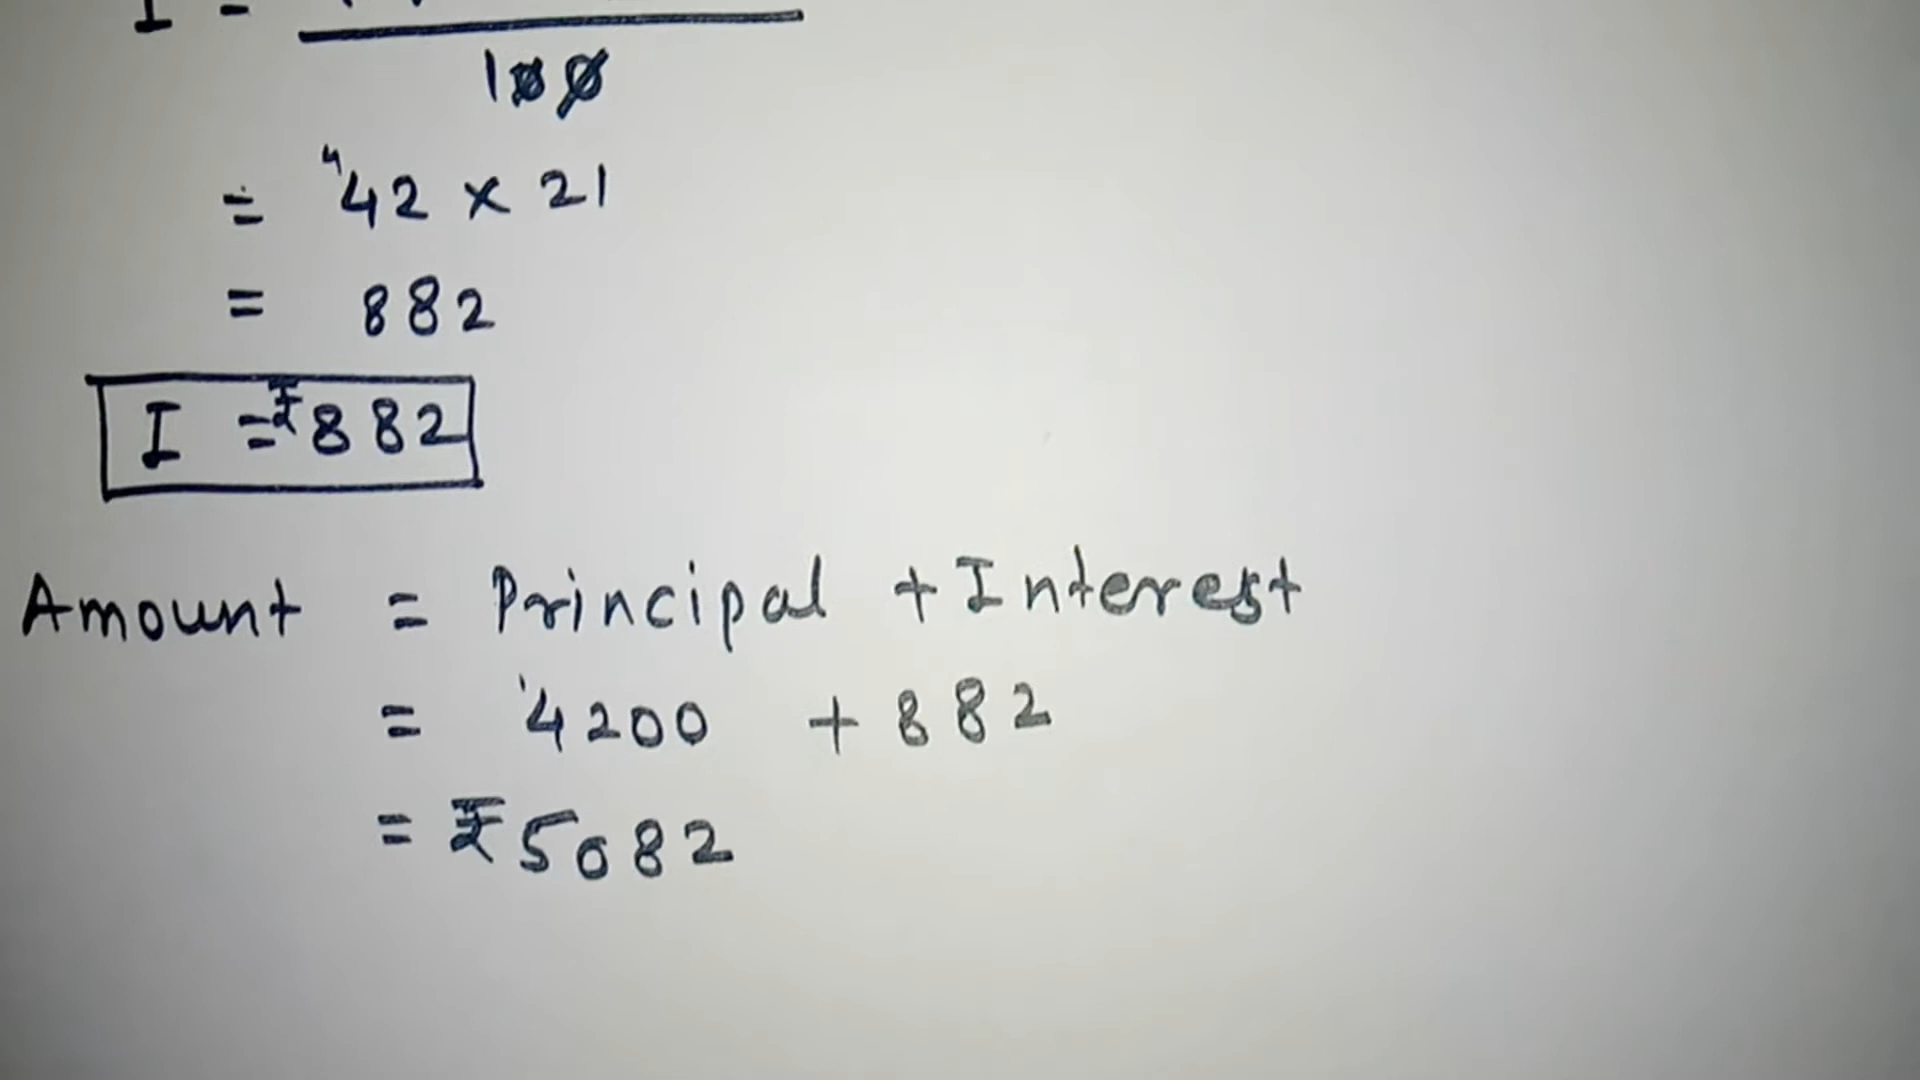 I =
100
= 42 x 21
= 882
I = ₹882
Amount = Principal + Interest
= 4200 + 882
= ₹5082